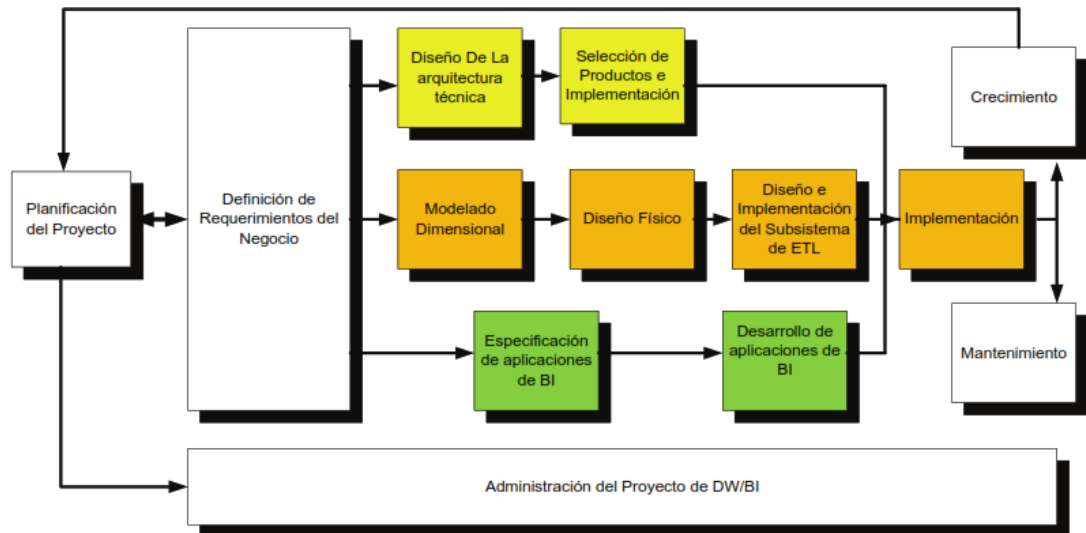 Diseño De La
arquitectura
técnica
Selección de
Productos e
Implementación
Crecimiento
Planificación
del Proyecto
Definición de
Requerimientos del
Negocio
Modelado
Dimensional
Diseño Físico
Diseño e
Implementación
del Subsistema
de ETL
Implementación
Especificación
de aplicaciones
de BI
Desarrollo de
aplicaciones de
BI
Mantenimiento
Administración del Proyecto de DW/BI